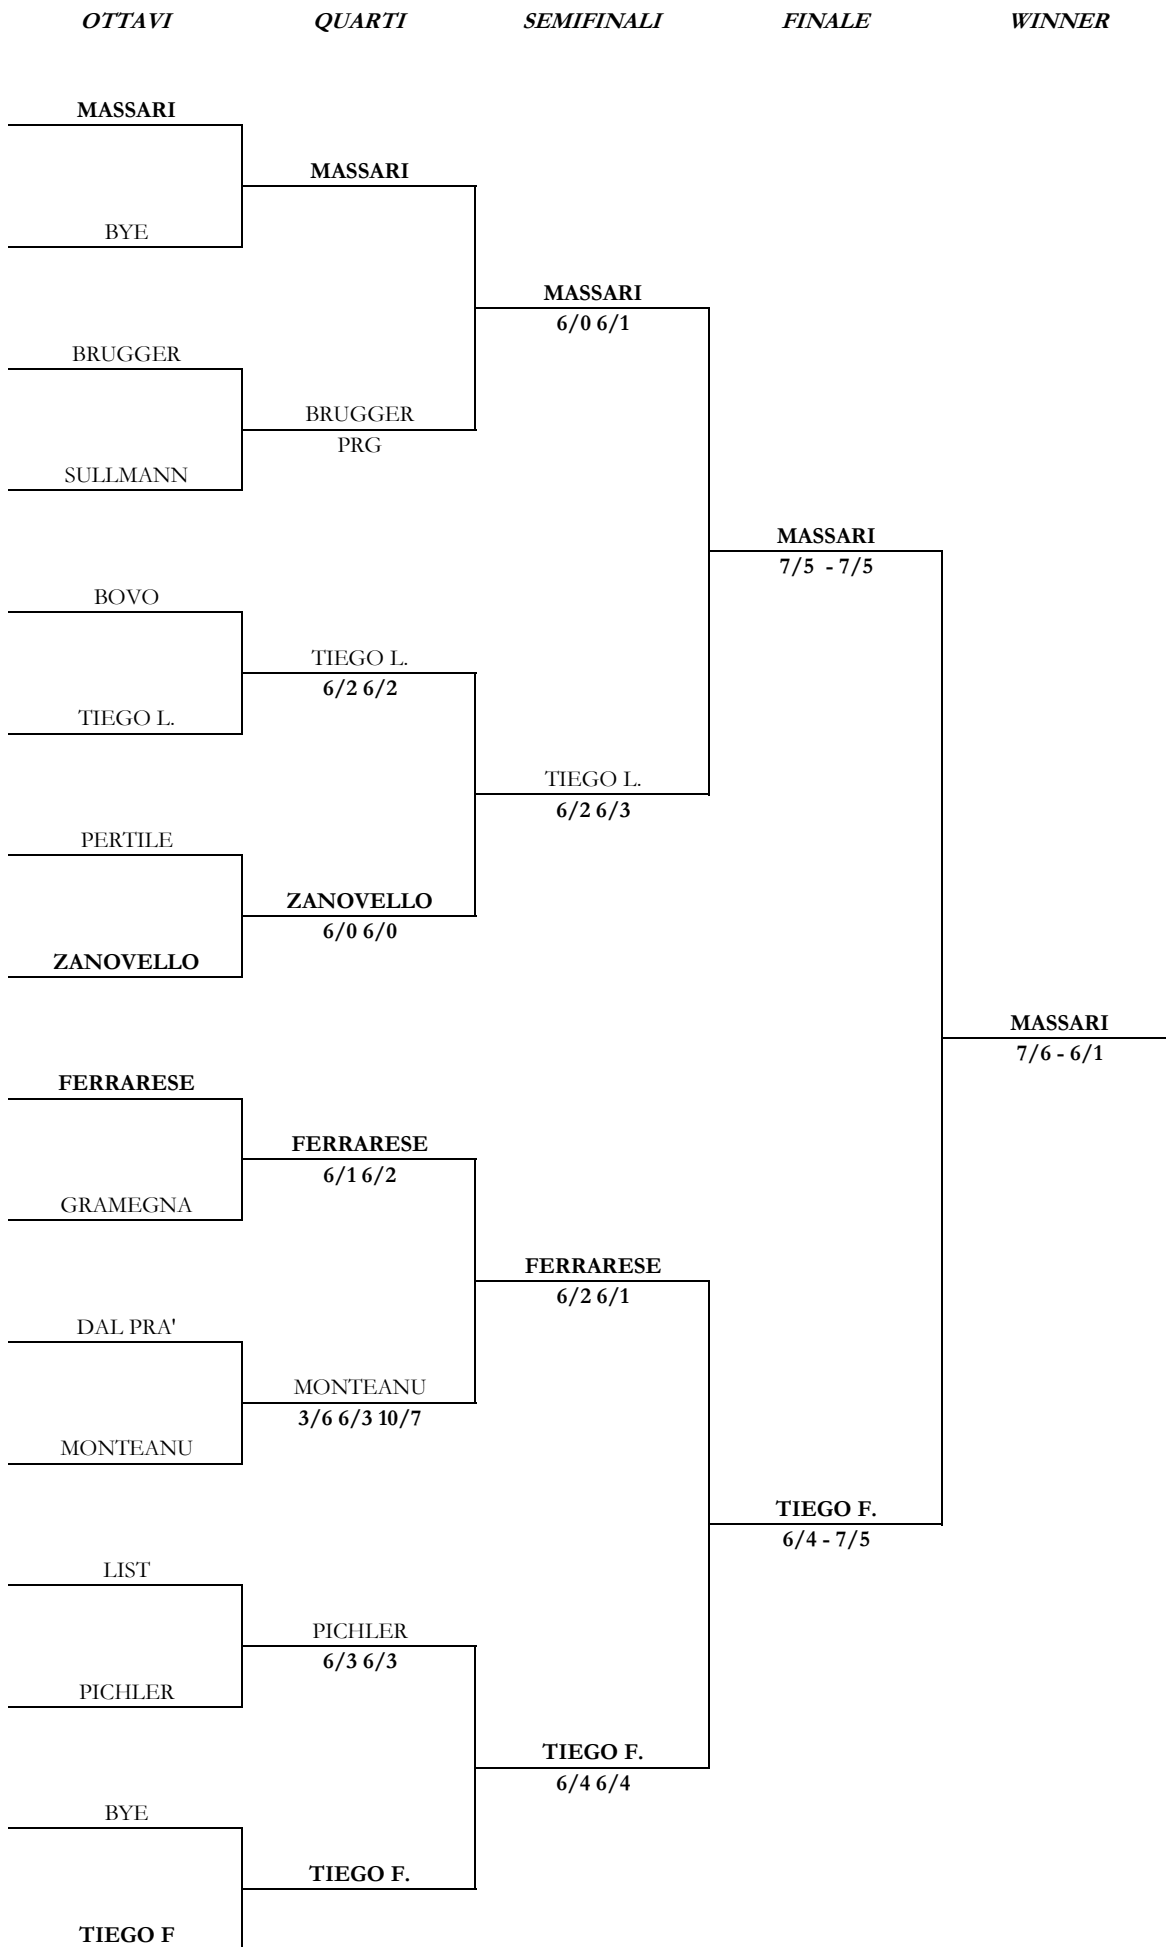 OTTAVI QUARTI SEMIFINALI FINALE WINNER
MASSARI
MASSARI
BYE
MASSARI
6/0 6/1
BRUGGER
BRUGGER
PRG
SULLMANN
MASSARI
7/5 - 7/5
BOVO
TIEGO L.
6/2 6/2
TIEGO L.
TIEGO L.
6/2 6/3
PERTILE
ZANOVELLO
6/0 6/0
ZANOVELLO
MASSARI
7/6 - 6/1
FERRARESE
FERRARESE
6/1 6/2
GRAMEGNA
FERRARESE
6/2 6/1
DAL PRA'
MONTEANU
3/6 6/3 10/7
MONTEANU
TIEGO F.
6/4 - 7/5
LIST
PICHLER
6/3 6/3
PICHLER
TIEGO F.
6/4 6/4
BYE
TIEGO F.
TIEGO F